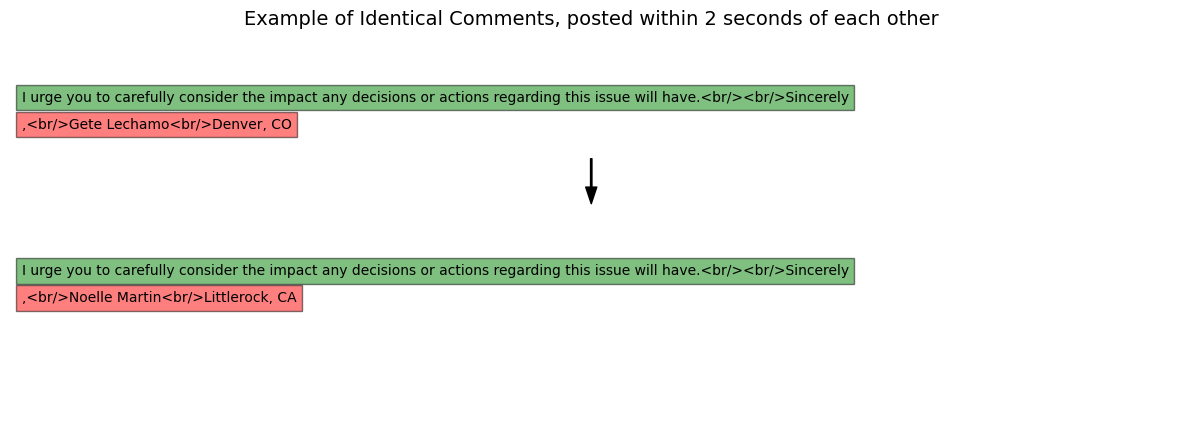 Example of Identical Comments, posted within 2 seconds of each other
I urge you to carefully consider the impact any decisions or actions regarding this issue will have.<br/><br/>Sincerely
,<br/>Gete Lechamo<br/>Denver, CO
I urge you to carefully consider the impact any decisions or actions regarding this issue will have.<br/><br/>Sincerely
,<br/>Noelle Martin<br/>Littlerock, CA